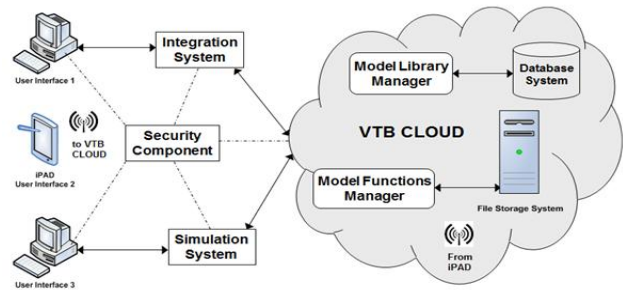 User Interface 1
Integration
System
iPAD
User Interface 2
to VTB
CLOUD
Security
Component
User Interface 3
Simulation
System
Model Library
Manager
Database
System
VTB CLOUD
Model Functions
Manager
File Storage System
From
iPAD